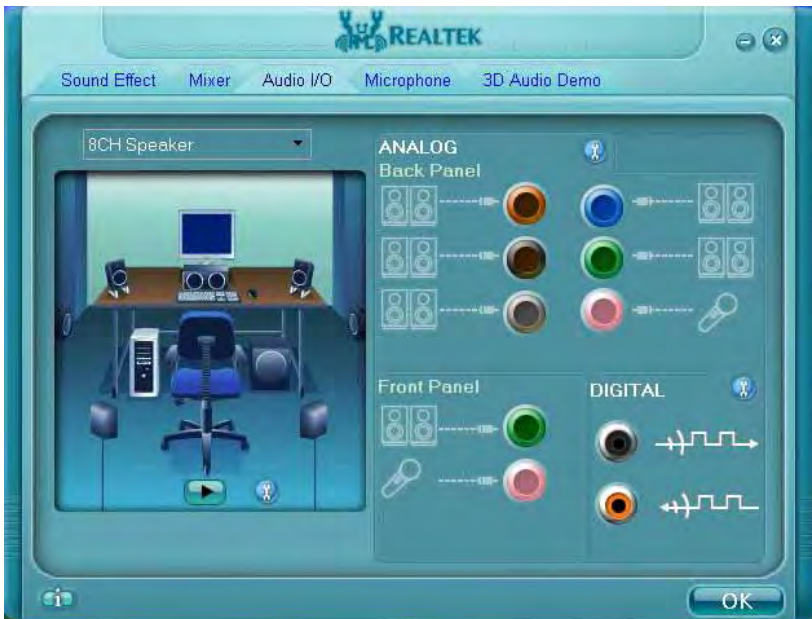 REALTEK
Sound Effect Mixer Audio I/O Microphone 3D Audio Demo
8CH Speaker
ANALOG
Back Panel
Front Panel
DIGITAL
i
OK